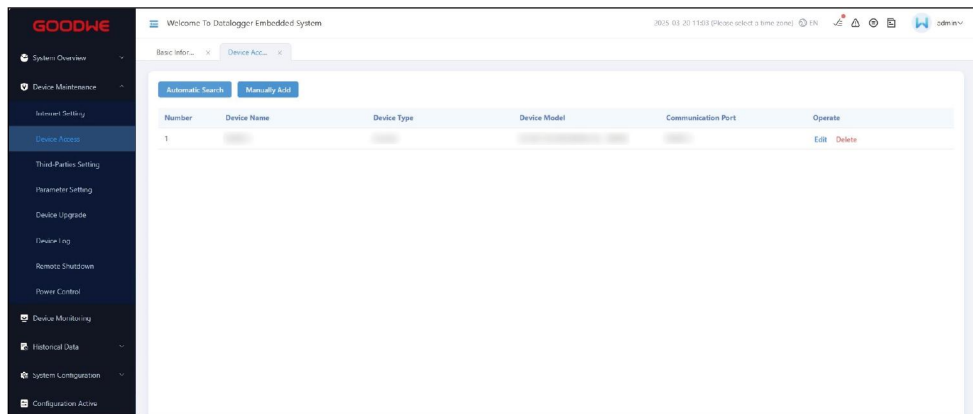 GOODWE
Welcome To Datalogger Embedded System
2025-03-20 11:03 (Please select a time zone) EN admin
System Overview
Device Maintenance
Internet Setting
Device Access
Third-Parties Setting
Parameter Setting
Device Upgrade
Device Log
Remote Shutdown
Power Control
Device Monitoring
Historical Data
System Configuration
Configuration Active
Basic Infor... × Device Acc... ×
Automatic Search Manually Add
Number Device Name Device Type Device Model Communication Port Operate
1 Edit Delete